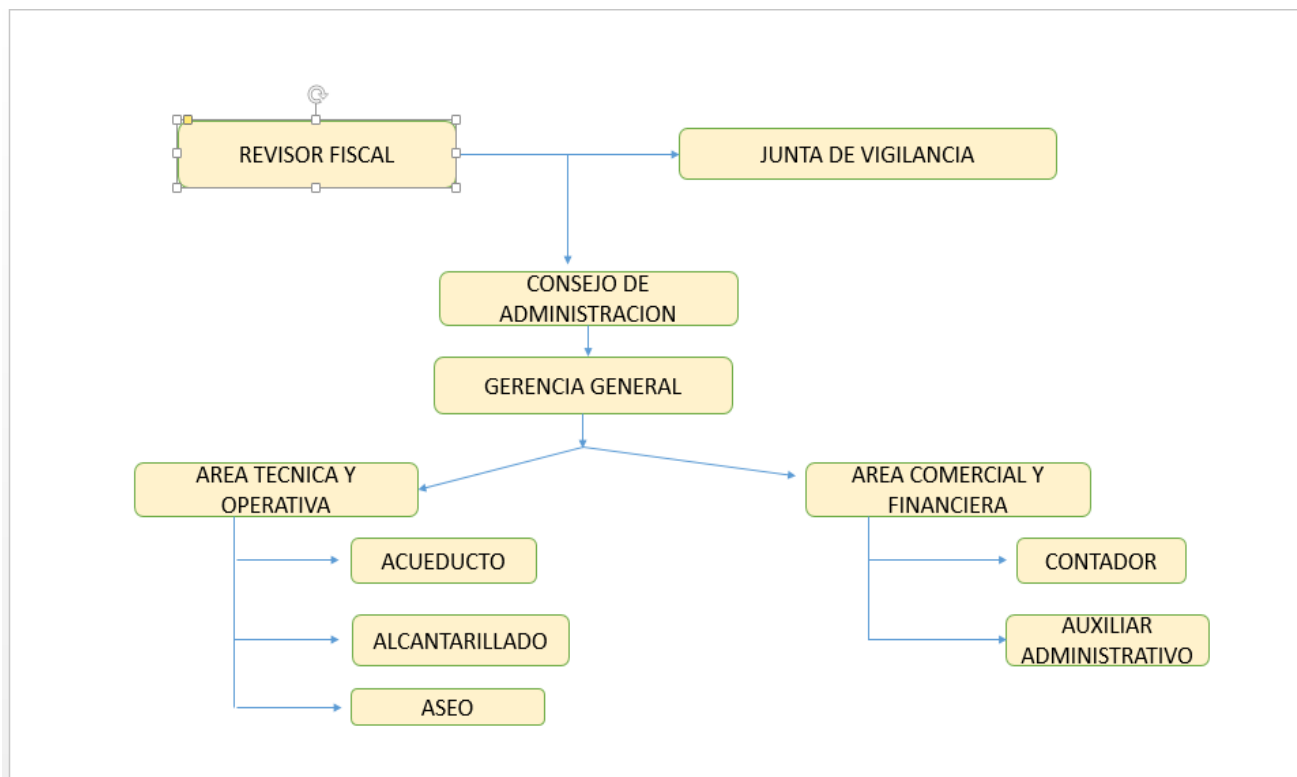 REVISOR FISCAL
JUNTA DE VIGILANCIA
CONSEJO DE
ADMINISTRACION
GERENCIA GENERAL
AREA TECNICA Y
OPERATIVA
AREA COMERCIAL Y
FINANCIERA
ACUEDUCTO
CONTADOR
ALCANTARILLADO
AUXILIAR
ADMINISTRATIVO
ASEO